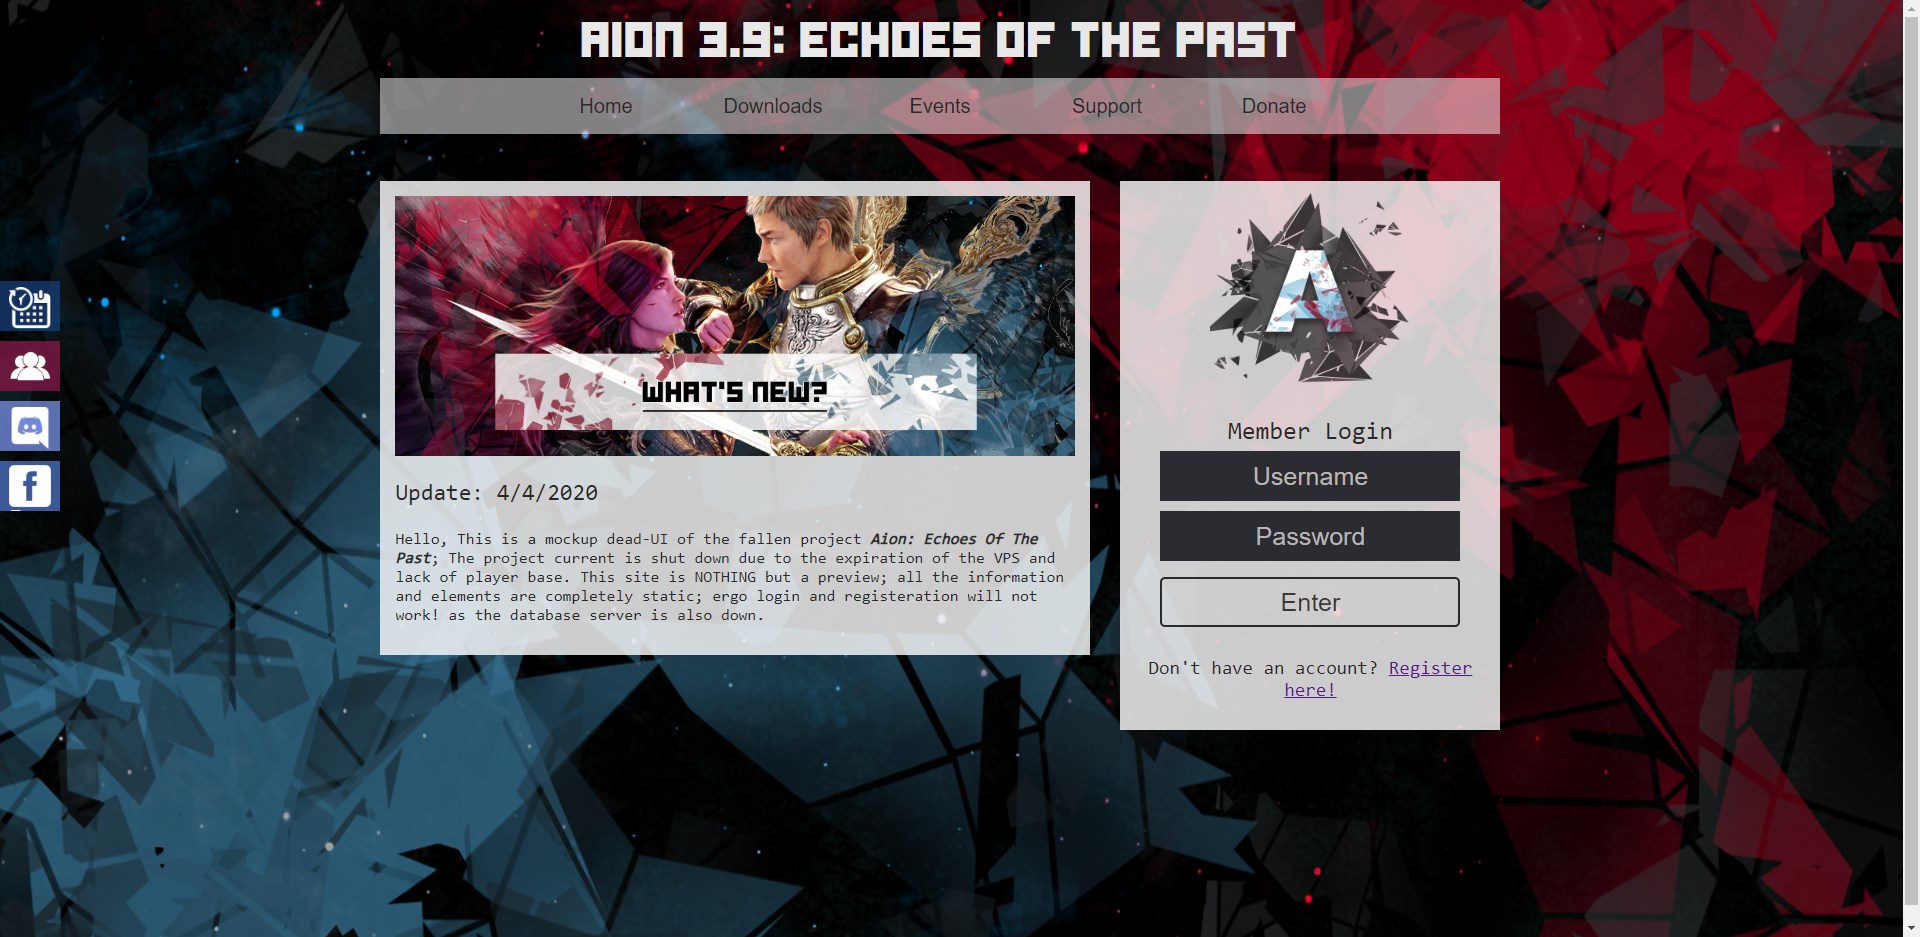 AION 3.9: ECHOES OF THE PAST
Home Downloads Events Support Donate
WHAT'S NEW?
Update: 4/4/2020
Hello, This is a mockup dead-UI of the fallen project Aion: Echoes Of The
Past; The project current is shut down due to the expiration of the VPS and
lack of player base. This site is NOTHING but a preview; all the information
and elements are completely static; ergo login and registeration will not
work! as the database server is also down.
A
Member Login
Username
Password
Enter
Don't have an account? Register
here!